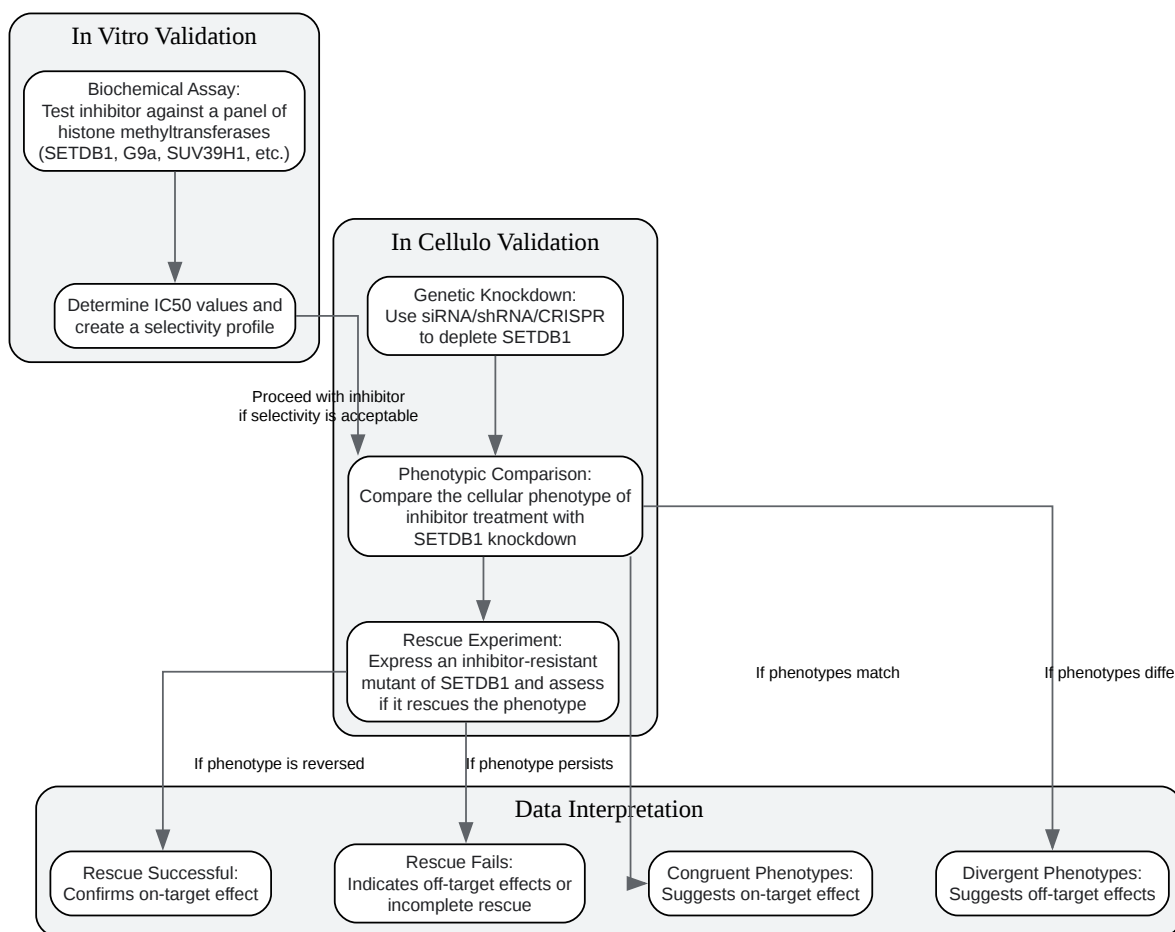 In Vitro Validation
Biochemical Assay:
Test inhibitor against a panel of
histone methyltransferases
(SETDB1, G9a, SUV39H1, etc.)
Determine IC50 values and
create a selectivity profile
In Cellulo Validation
Genetic Knockdown:
Use siRNA/shRNA/CRISPR
to deplete SETDB1
Proceed with inhibitor
if selectivity is acceptable
Phenotypic Comparison:
Compare the cellular phenotype of
inhibitor treatment with
SETDB1 knockdown
Rescue Experiment:
Express an inhibitor-resistant
mutant of SETDB1 and assess
if it rescues the phenotype
If phenotypes match
If phenotypes diffe
If phenotype is reversed
If phenotype persists
Data Interpretation
Rescue Successful:
Confirms on-target effect
Rescue Fails:
Indicates off-target effects or
incomplete rescue
Congruent Phenotypes:
Suggests on-target effect
Divergent Phenotypes:
Suggests off-target effects